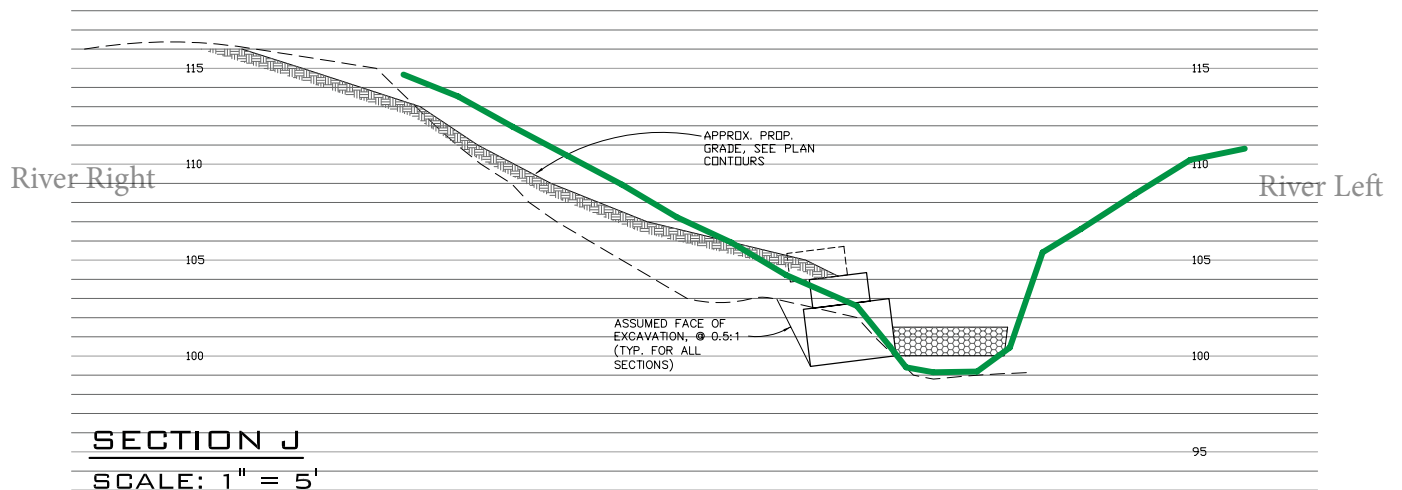 115
115
APPROX. PROP.
GRADE, SEE PLAN
CONTOURS
110
110
River Right
River Left
105
105
ASSUMED FACE OF
EXCAVATION, @ 0.5:1
(TYP. FOR ALL
SECTIONS)
100
100
SECTION J
95
SCALE: 1" = 5'